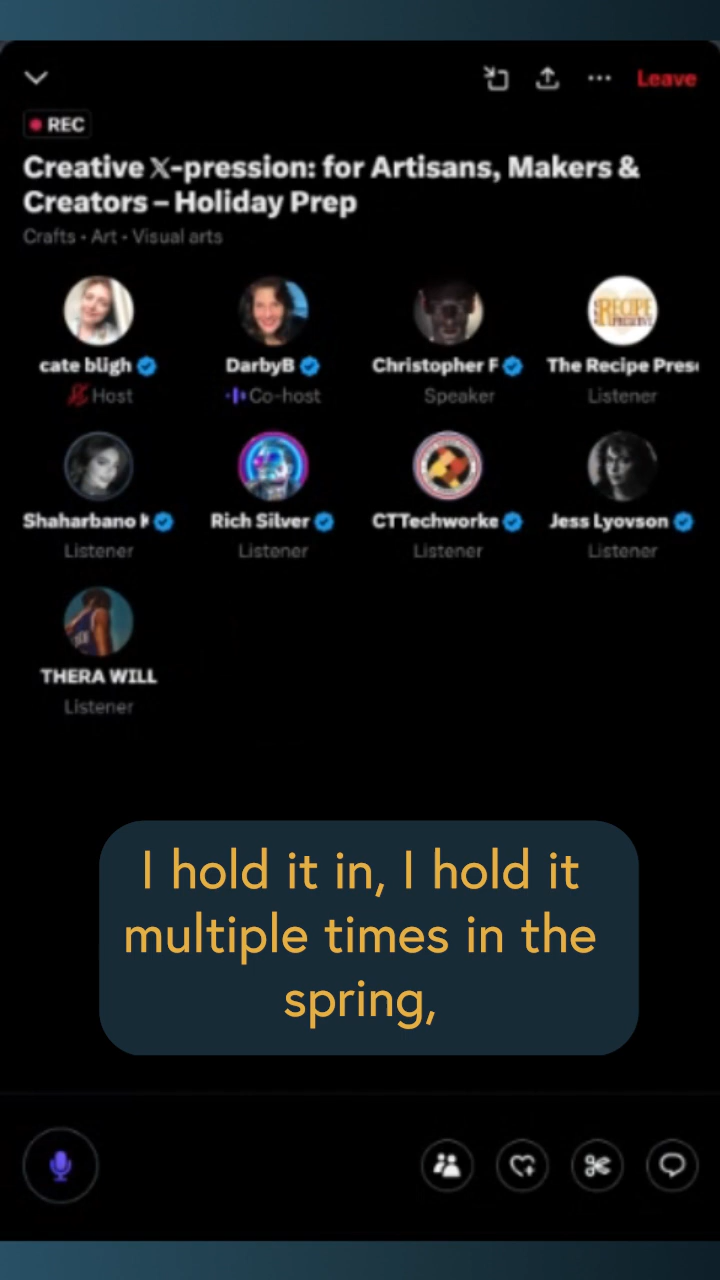 Leave
REC
Creative 𝕏-pression: for Artisans, Makers &
Creators – Holiday Prep
Crafts · Art · Visual arts
RECIPE
cate bligh
DarbyB
Christopher F
The Recipe Pres
Host
Co-host
Speaker
Listener
Shaharbano
Rich Silver
CTTechworke
Jess Lyovson
Listener
Listener
Listener
Listener
THERA WILL
Listener
I hold it in, I hold it
multiple times in the
spring,